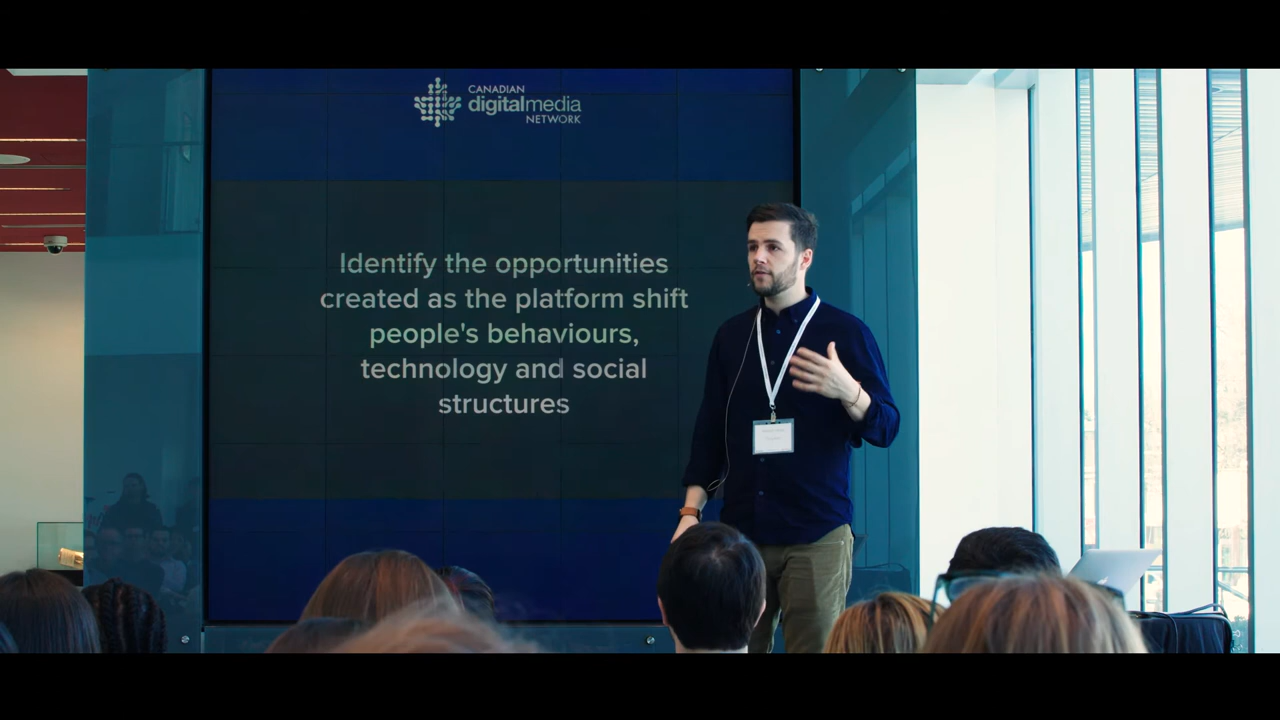 CANADIAN
digitalmedia
NETWORK
Identify the opportunities
created as the platform shift
people's behaviours,
technology and social
structures